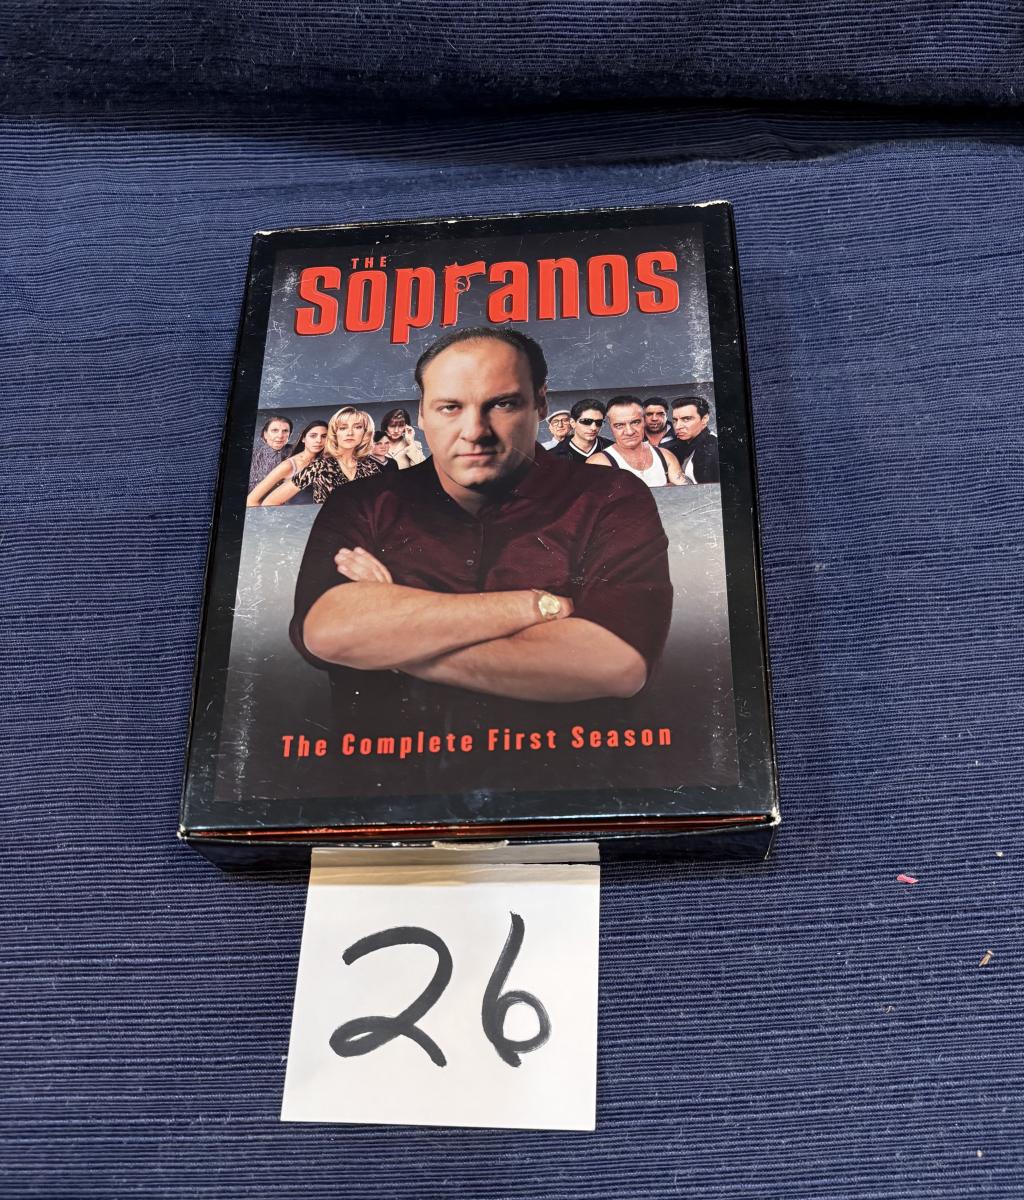 THE
Sopranos
The Complete First Season
26